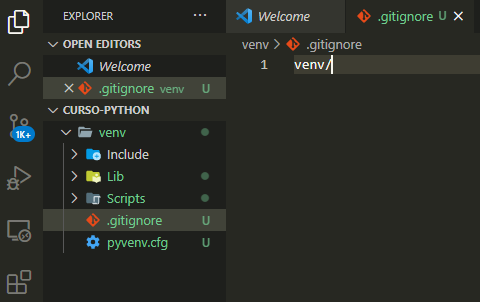 EXPLORER ...
OPEN EDITORS
Welcome
.gitignore venv U
CURSO-PYTHON
venv
Include
Lib
Scripts
.gitignore U
pyvenv.cfg U
1K+
Welcome .gitignore U
venv > .gitignore
1 venv/